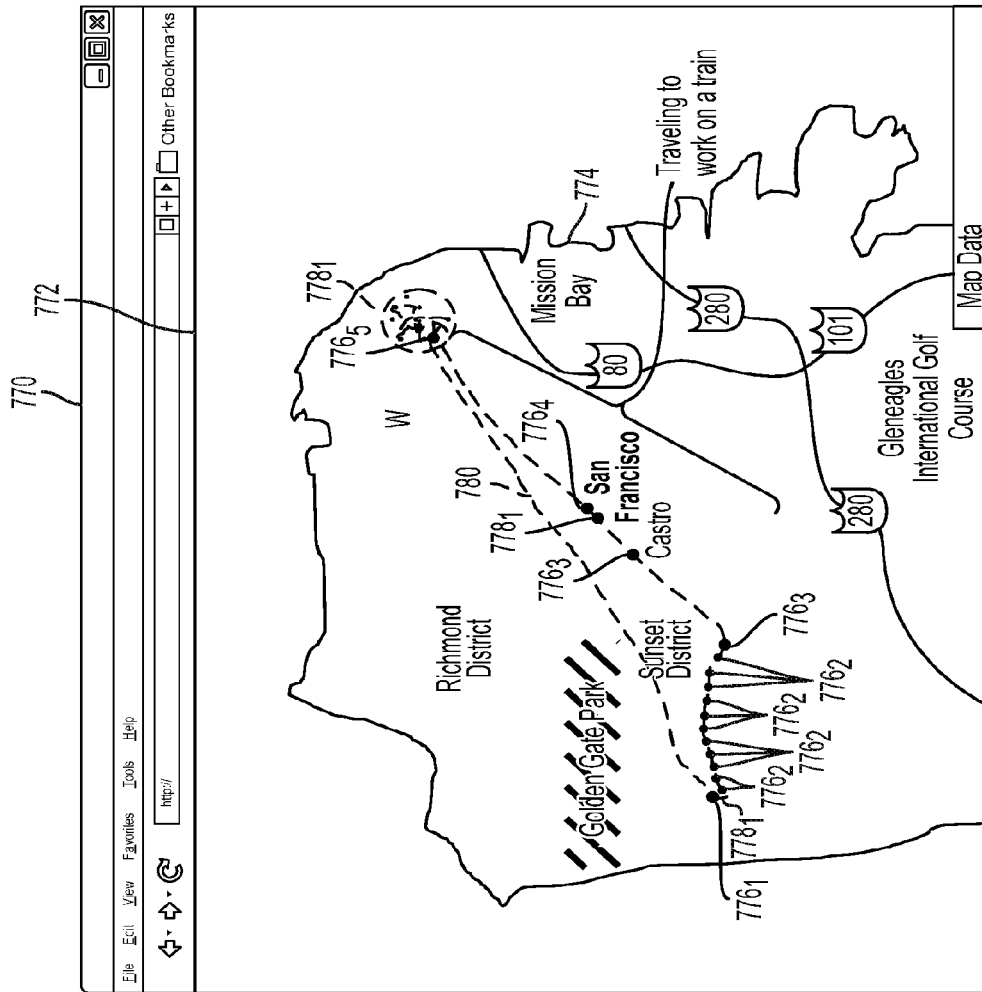 770
772
File Edit View Favorites Tools Help
http://
Other Bookmarks
778₁
776₅
W
780
778₁
776₄
776₃
San
Francisco
Castro
Richmond
District
Golden Gate Park
Sunset
District
776₃
776₂
776₂
776₂
776₂
778₁
776₁
Mission
Bay
774
Traveling to
work on a train
80
280
101
280
Gleneagles
International Golf
Course
Map Data